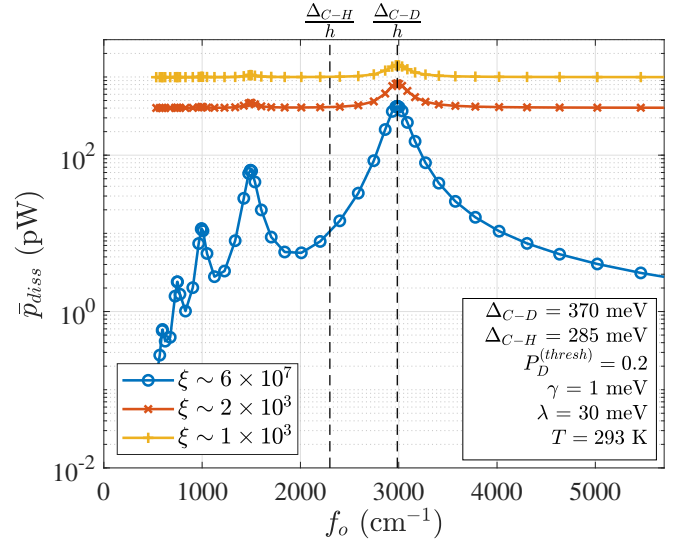 Δ_{C−H}/h Δ_{C−D}/h
10^2
10^0
10^{-2}
p̄_{diss} (pW)
Δ_{C−D} = 370 meV
Δ_{C−H} = 285 meV
P_D^{(thresh)} = 0.2
γ = 1 meV
λ = 30 meV
T = 293 K
ξ ∼ 6 × 10^7
ξ ∼ 2 × 10^3
ξ ∼ 1 × 10^3
0 1000 2000 3000 4000 5000
f_o (cm^{−1})